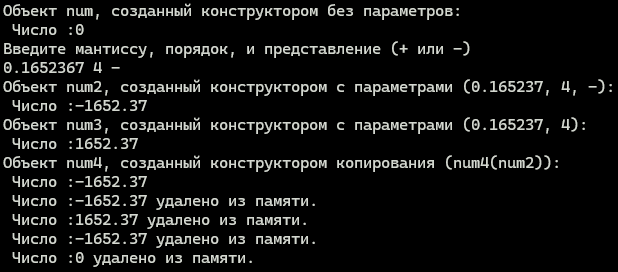 Объект num, созданный конструктором без параметров:
Число :0
Введите мантиссу, порядок, и представление (+ или -)
0.1652367 4 -
Объект num2, созданный конструктором с параметрами (0.165237, 4, -):
Число :-1652.37
Объект num3, созданный конструктором с параметрами (0.165237, 4):
Число :1652.37
Объект num4, созданный конструктором копирования (num4(num2)):
Число :-1652.37
Число :-1652.37 удалено из памяти.
Число :1652.37 удалено из памяти.
Число :-1652.37 удалено из памяти.
Число :0 удалено из памяти.